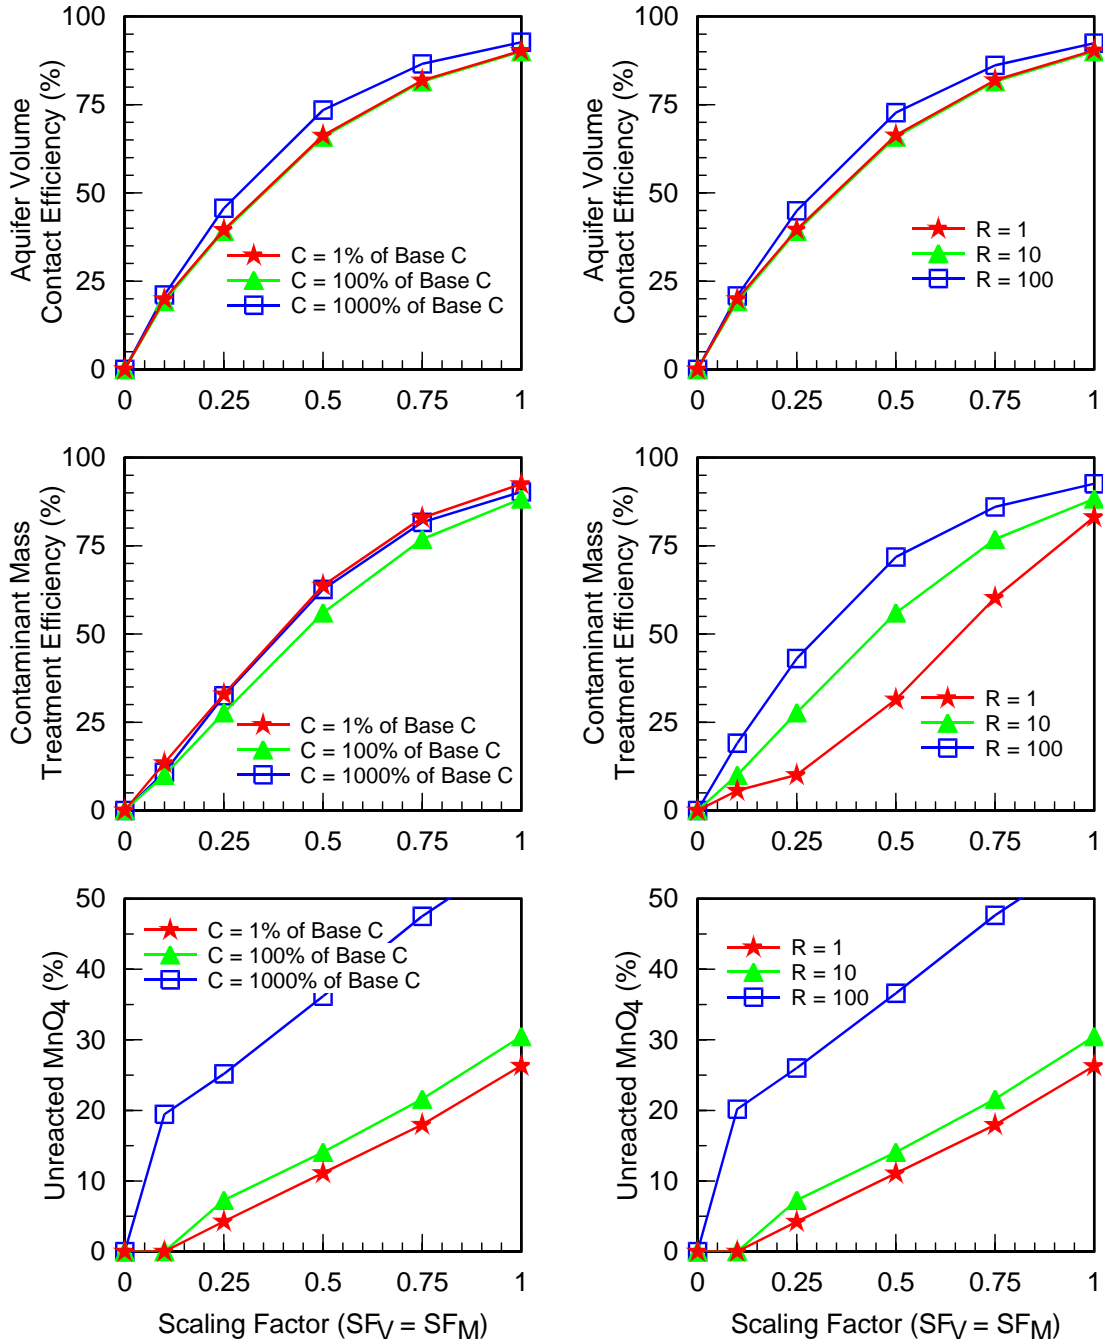 Aquifer Volume
Contact Efficiency (%)
100
75
50
25
0
C = 1% of Base C
C = 100% of Base C
C = 1000% of Base C
0 0.25 0.5 0.75 1
Aquifer Volume
Contact Efficiency (%)
100
75
50
25
0
R = 1
R = 10
R = 100
0 0.25 0.5 0.75 1
Contaminant Mass
Treatment Efficiency (%)
100
75
50
25
0
C = 1% of Base C
C = 100% of Base C
C = 1000% of Base C
0 0.25 0.5 0.75 1
Contaminant Mass
Treatment Efficiency (%)
100
75
50
25
0
R = 1
R = 10
R = 100
0 0.25 0.5 0.75 1
Unreacted MnO4 (%)
50
40
30
20
10
0
C = 1% of Base C
C = 100% of Base C
C = 1000% of Base C
0 0.25 0.5 0.75 1
Scaling Factor (SFV = SFM)
Unreacted MnO4 (%)
50
40
30
20
10
0
R = 1
R = 10
R = 100
0 0.25 0.5 0.75 1
Scaling Factor (SFV = SFM)